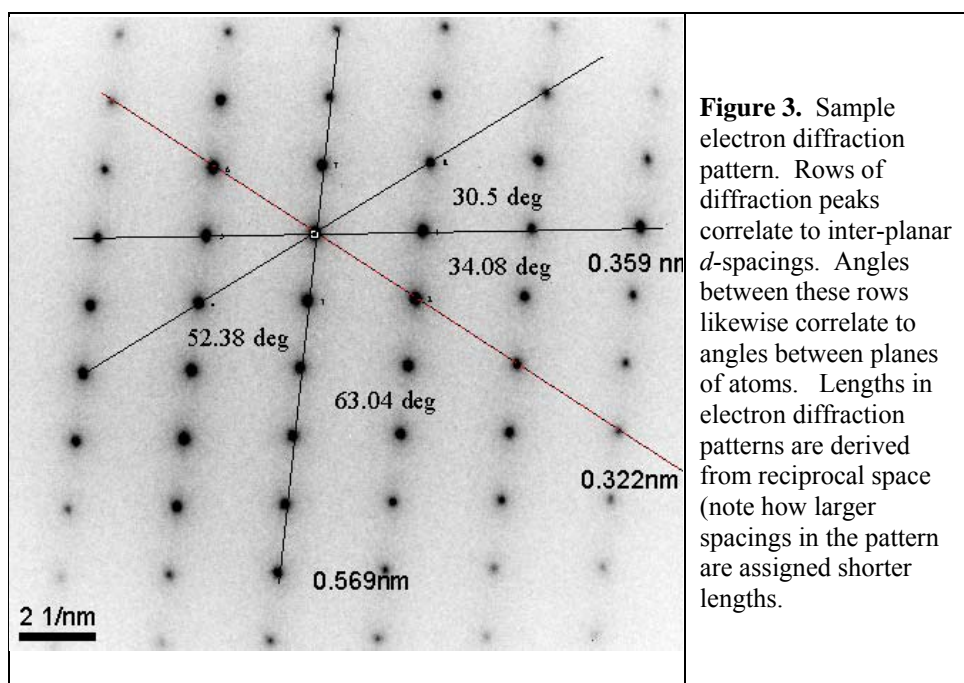 30.5 deg
34.08 deg
0.359 nm
52.38 deg
63.04 deg
0.322nm
0.569nm
2 1/nm
Figure 3. Sample
electron diffraction
pattern. Rows of
diffraction peaks
correlate to inter-planar
d-spacings. Angles
between these rows
likewise correlate to
angles between planes
of atoms. Lengths in
electron diffraction
patterns are derived
from reciprocal space
(note how larger
spacings in the pattern
are assigned shorter
lengths.